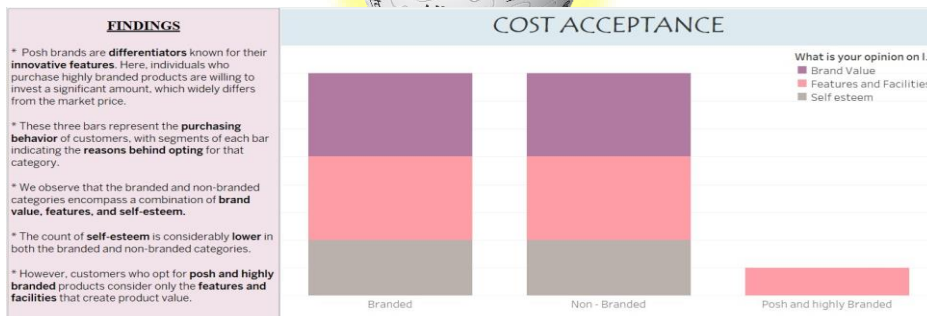 FINDINGS
* Posh brands are differentiators known for their
innovative features. Here, individuals who
purchase highly branded products are willing to
invest a significant amount, which widely differs
from the market price.
* These three bars represent the purchasing
behavior of customers, with segments of each bar
indicating the reasons behind opting for that
category.
* We observe that the branded and non-branded
categories encompass a combination of brand
value, features, and self-esteem.
* The count of self-esteem is considerably lower in
both the branded and non-branded categories.
* However, customers who opt for posh and highly
branded products consider only the features and
facilities that create product value.
COST ACCEPTANCE
What is your opinion on l..
Brand Value
Features and Facilities
Self esteem
Branded
Non - Branded
Posh and highly Branded